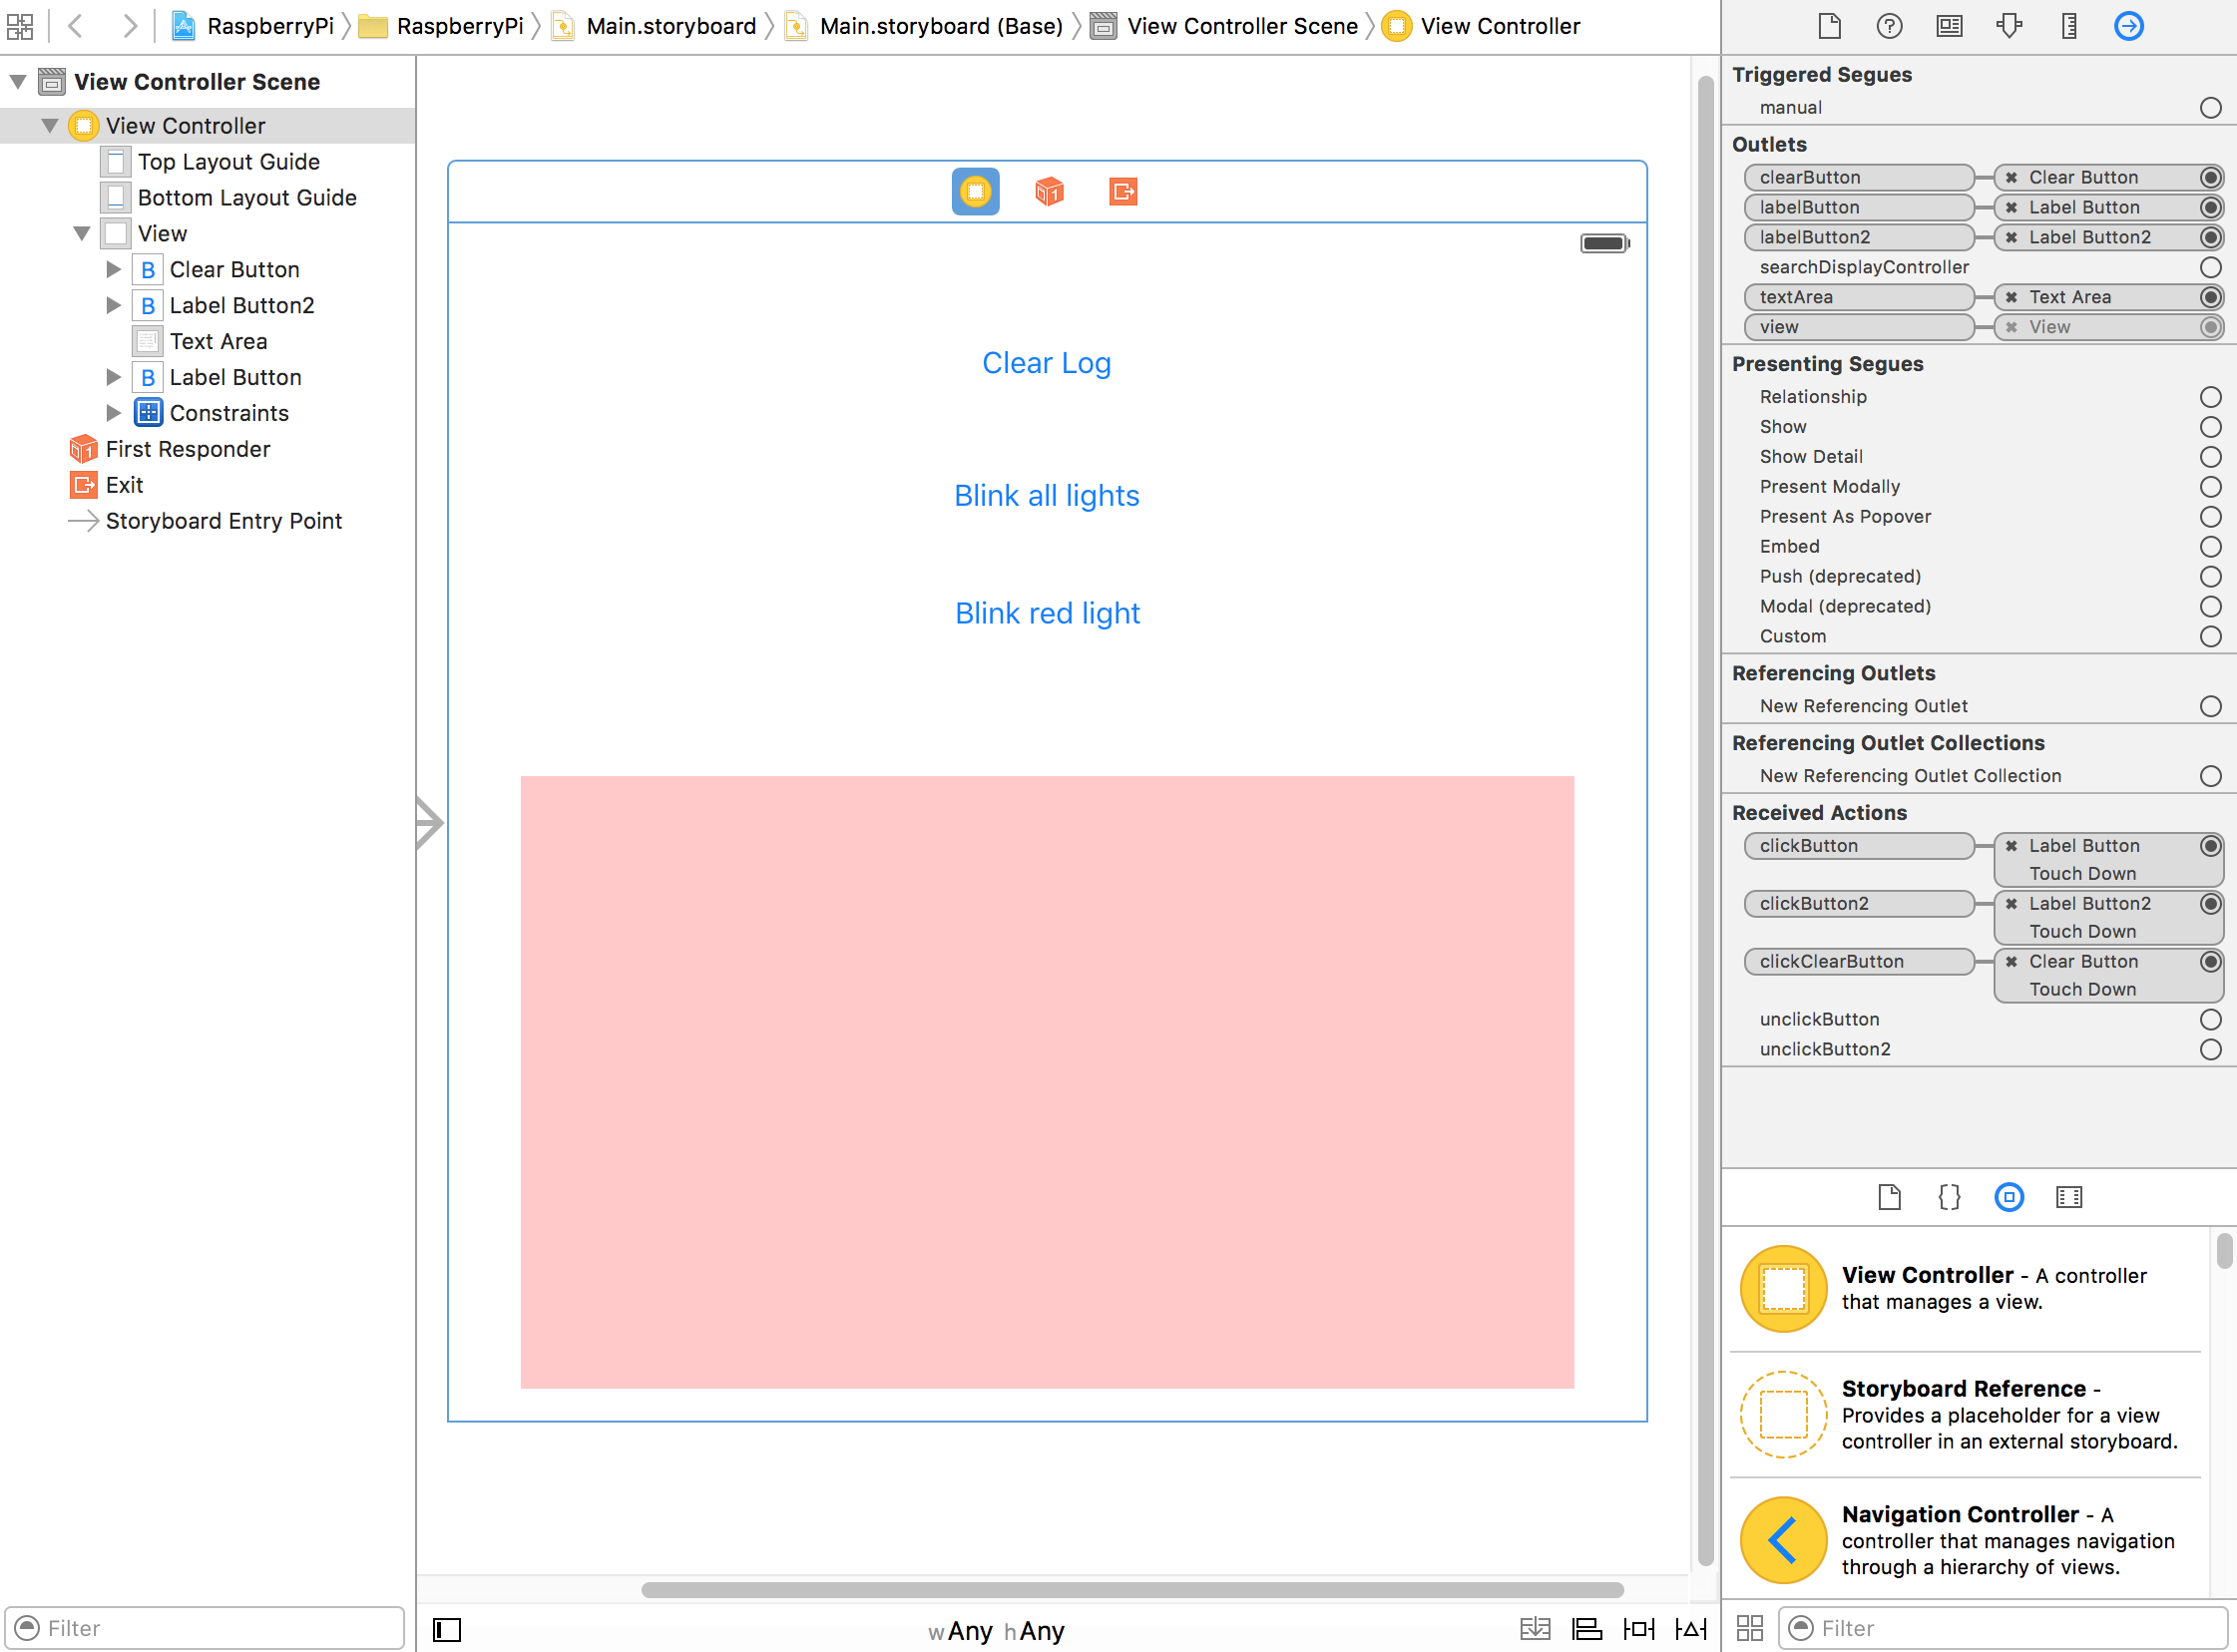 RaspberryPi RaspberryPi Main.storyboard Main.storyboard (Base) View Controller Scene View Controller
View Controller Scene
View Controller
Top Layout Guide
Bottom Layout Guide
View
B Clear Button
B Label Button2
Text Area
B Label Button
Constraints
First Responder
Exit
Storyboard Entry Point
Filter
Clear Log
Blink all lights
Blink red light
wAny hAny
Triggered Segues
manual
Outlets
clearButton Clear Button
labelButton Label Button
labelButton2 Label Button2
searchDisplayController
textArea Text Area
view View
Presenting Segues
Relationship
Show
Show Detail
Present Modally
Present As Popover
Embed
Push (deprecated)
Modal (deprecated)
Custom
Referencing Outlets
New Referencing Outlet
Referencing Outlet Collections
New Referencing Outlet Collection
Received Actions
clickButton Label Button
Touch Down
clickButton2 Label Button2
Touch Down
clickClearButton Clear Button
Touch Down
unclickButton
unclickButton2
{}
View Controller - A controller
that manages a view.
Storyboard Reference -
Provides a placeholder for a view
controller in an external storyboard.
Navigation Controller - A
controller that manages navigation
through a hierarchy of views.
Filter